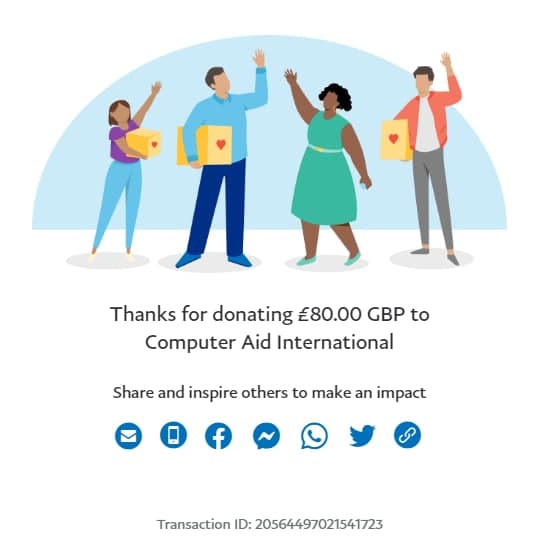 Thanks for donating £80.00 GBP to
Computer Aid International
Share and inspire others to make an impact
Transaction ID: 20564497021541723